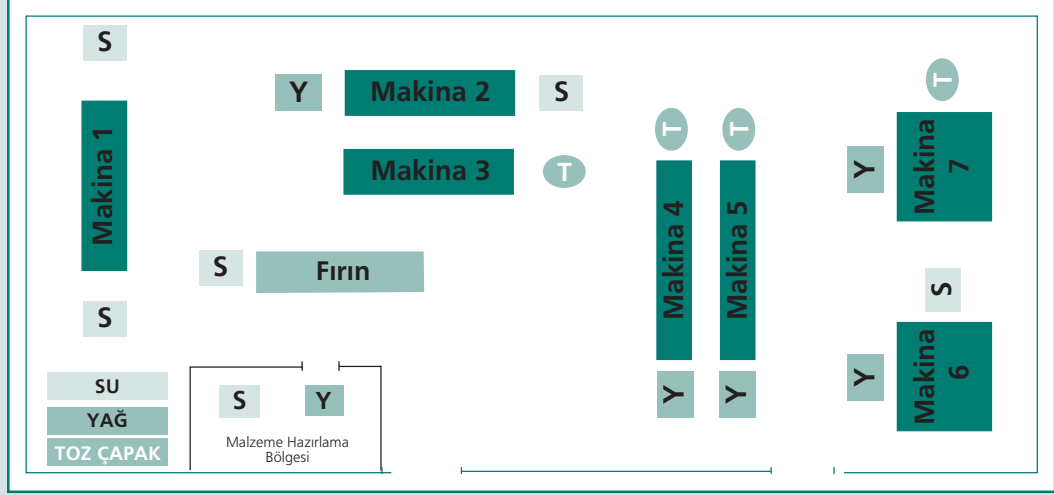 S
Makina 1
S
Y
Makina 2
S
Makina 3
T
S
Fırın
T
Makina 4
Y
T
Makina 5
Y
T
Y
Makina
7
S
Y
Makina
6
SU
YAĞ
TOZ ÇAPAK
S
Y
Malzeme Hazırlama
Bölgesi